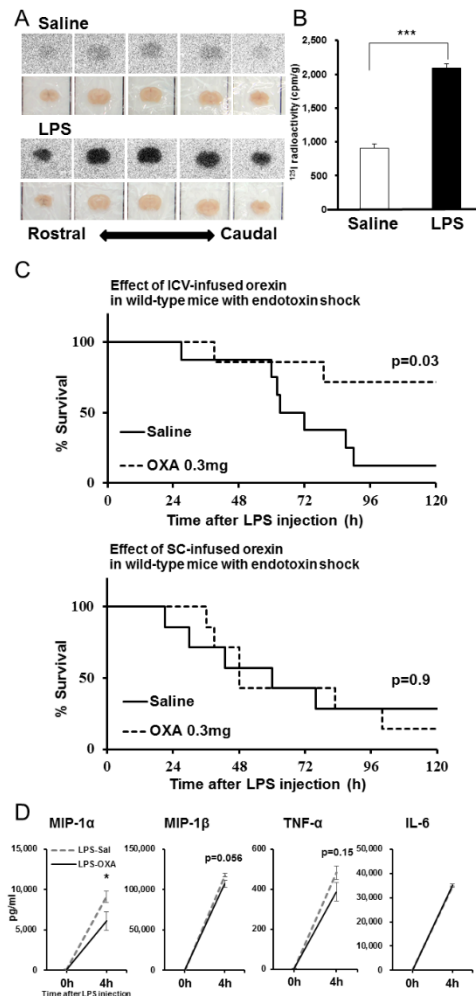 A
Saline
LPS
Rostral Caudal
B
***
¹²⁵I radioactivity (cpm/g)
2,500
2,000
1,500
1,000
500
0
Saline LPS
C
Effect of ICV-infused orexin
in wild-type mice with endotoxin shock
p=0.03
% Survival
100
50
0
Saline
OXA 0.3mg
0 24 48 72 96 120
Time after LPS injection (h)
Effect of SC-infused orexin
in wild-type mice with endotoxin shock
p=0.9
% Survival
100
50
0
Saline
OXA 0.3mg
0 24 48 72 96 120
Time after LPS injection (h)
D
MIP-1α MIP-1β TNF-α IL-6
pg/ml
15,000
10,000
5,000
0
LPS-Sal
LPS-OXA
*
0h 4h
Time after LPS injection
150,000
100,000
50,000
0
p=0.056
0h 4h
600
400
200
0
p=0.15
0h 4h
50,000
40,000
30,000
20,000
10,000
0
0h 4h